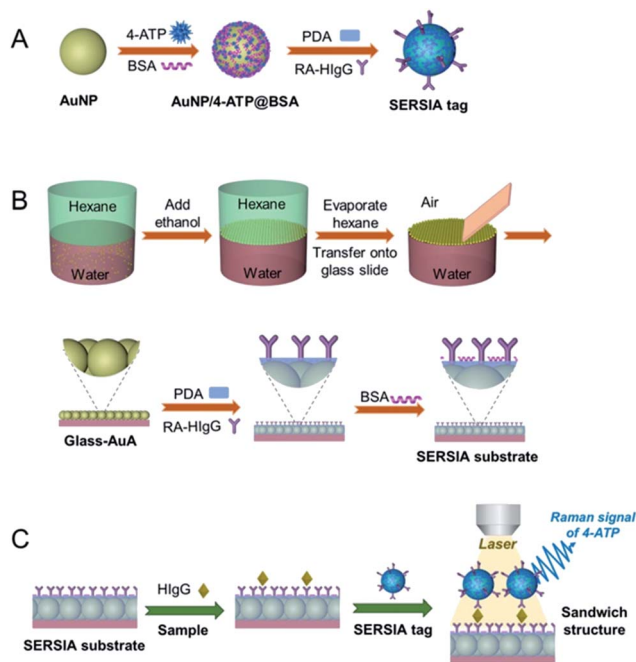 A
4-ATP
BSA
PDA
RA-HIgG
AuNP
AuNP/4-ATP@BSA
SERSIA tag
B
Hexane
Water
Add
ethanol
Hexane
Water
Evaporate
hexane
Transfer onto
glass slide
Air
Water
Glass-AuA
PDA
RA-HIgG
BSA
SERSIA substrate
C
SERSIA substrate
HIgG
Sample
SERSIA tag
Laser
Raman signal
of 4-ATP
Sandwich
structure